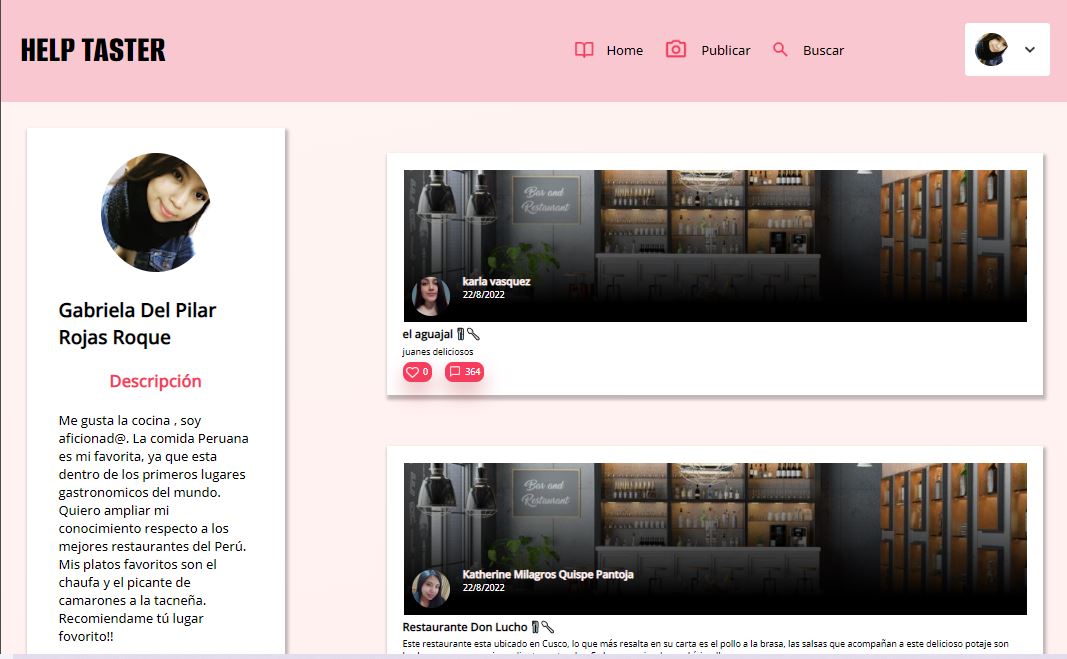 HELP TASTER
Home
Publicar
Buscar
Gabriela Del Pilar
Rojas Roque
Descripción
Me gusta la cocina , soy
aficionad@. La comida Peruana
es mi favorita, ya que esta
dentro de los primeros lugares
gastronomicos del mundo.
Quiero ampliar mi
conocimiento respecto a los
mejores restaurantes del Perú.
Mis platos favoritos son el
chaufa y el picante de
camarones a la tacneña.
Recomiendame tú lugar
fovorito!!
Bar and
Restaurant
karla vasquez
22/8/2022
el aguajal
juanes deliciosos
0
364
Bar and
Restaurant
Katherine Milagros Quispe Pantoja
22/8/2022
Restaurante Don Lucho
Este restaurante esta ubicado en Cusco, lo que más resalta en su carta es el pollo a la brasa, las salsas que acompañan a este delicioso potaje son